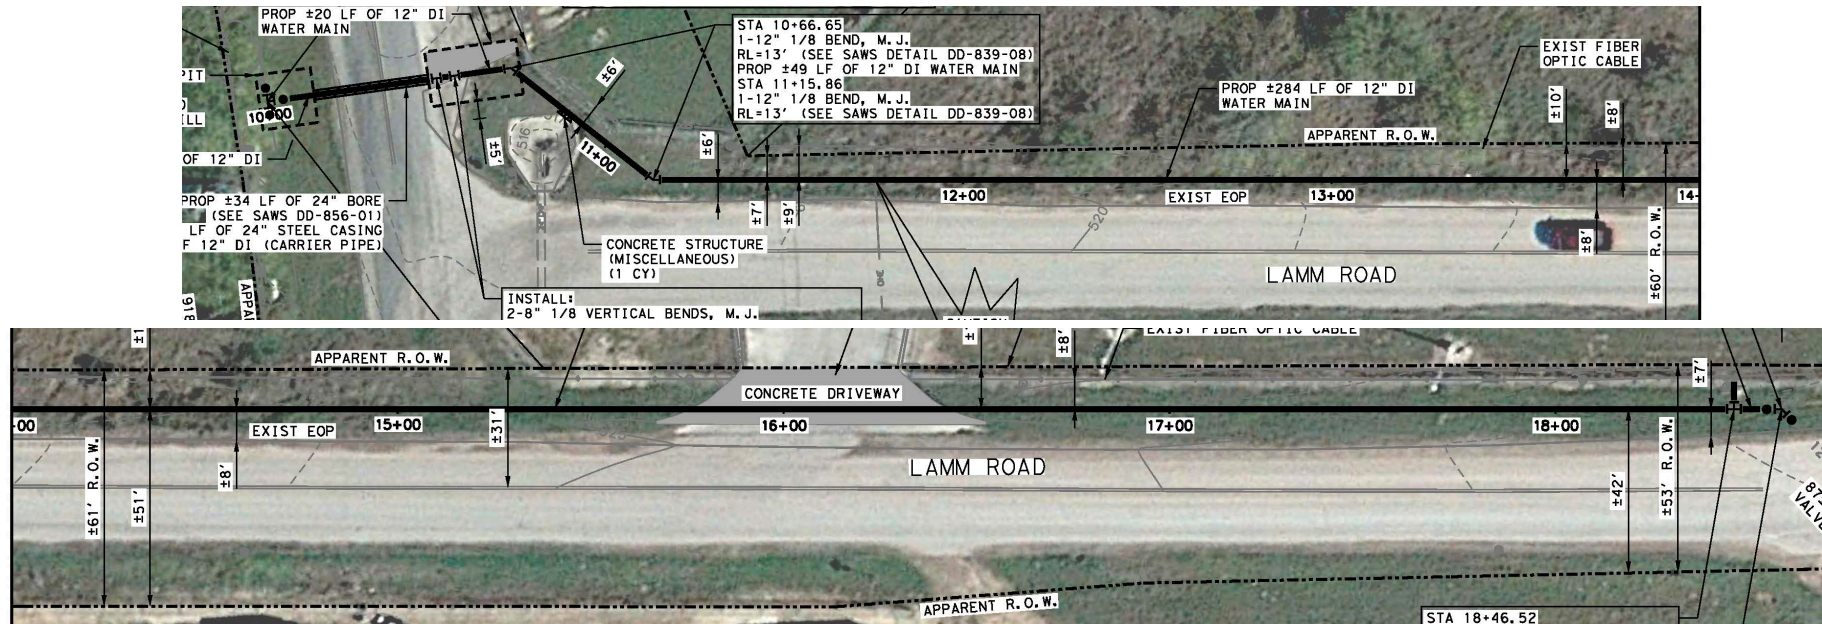 PROP ±20 LF OF 12" DI
WATER MAIN
STA 10+66.65
1-12" 1/8 BEND, M.J.
RL=13' (SEE SAWS DETAIL DD-839-08)
PROP ±49 LF OF 12" DI WATER MAIN
STA 11+15.86
1-12" 1/8 BEND, M.J.
RL=13' (SEE SAWS DETAIL DD-839-08)
EXIST FIBER
OPTIC CABLE
PIT
±6'
PROP ±284 LF OF 12" DI
WATER MAIN
±10'
±8'
ILL
10+00
516
±5'
11+00
±6'
APPARENT R.O.W.
OF 12" DI
12+00
EXIST EOP
13+00
14-
PROP ±34 LF OF 24" BORE
(SEE SAWS DD-856-01)
LF OF 24" STEEL CASING
F 12" DI (CARRIER PIPE)
±7'
±9'
520
±8'
±60' R.O.W.
CONCRETE STRUCTURE
(MISCELLANEOUS)
(1 CY)
LAMM ROAD
APPA
INSTALL:
2-8" 1/8 VERTICAL BENDS, M.J.
CAUTION
±1
APPARENT R.O.W.
±8'
EXIST FIBER OPTIC CABLE
±7'
CONCRETE DRIVEWAY
-00
EXIST EOP
15+00
±31'
16+00
17+00
18+00
±61' R.O.W.
±51'
±8'
LAMM ROAD
±42'
±53' R.O.W.
VALVE
APPARENT R.O.W.
STA 18+46.52